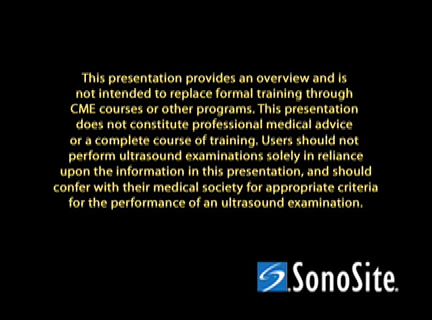 This presentation provides an overview and is
not intended to replace formal training through
CME courses or other programs. This presentation
does not constitute professional medical advice
or a complete course of training. Users should not
perform ultrasound examinations solely in reliance
upon the information in this presentation, and should
confer with their medical society for appropriate criteria
for the performance of an ultrasound examination.
SonoSite.